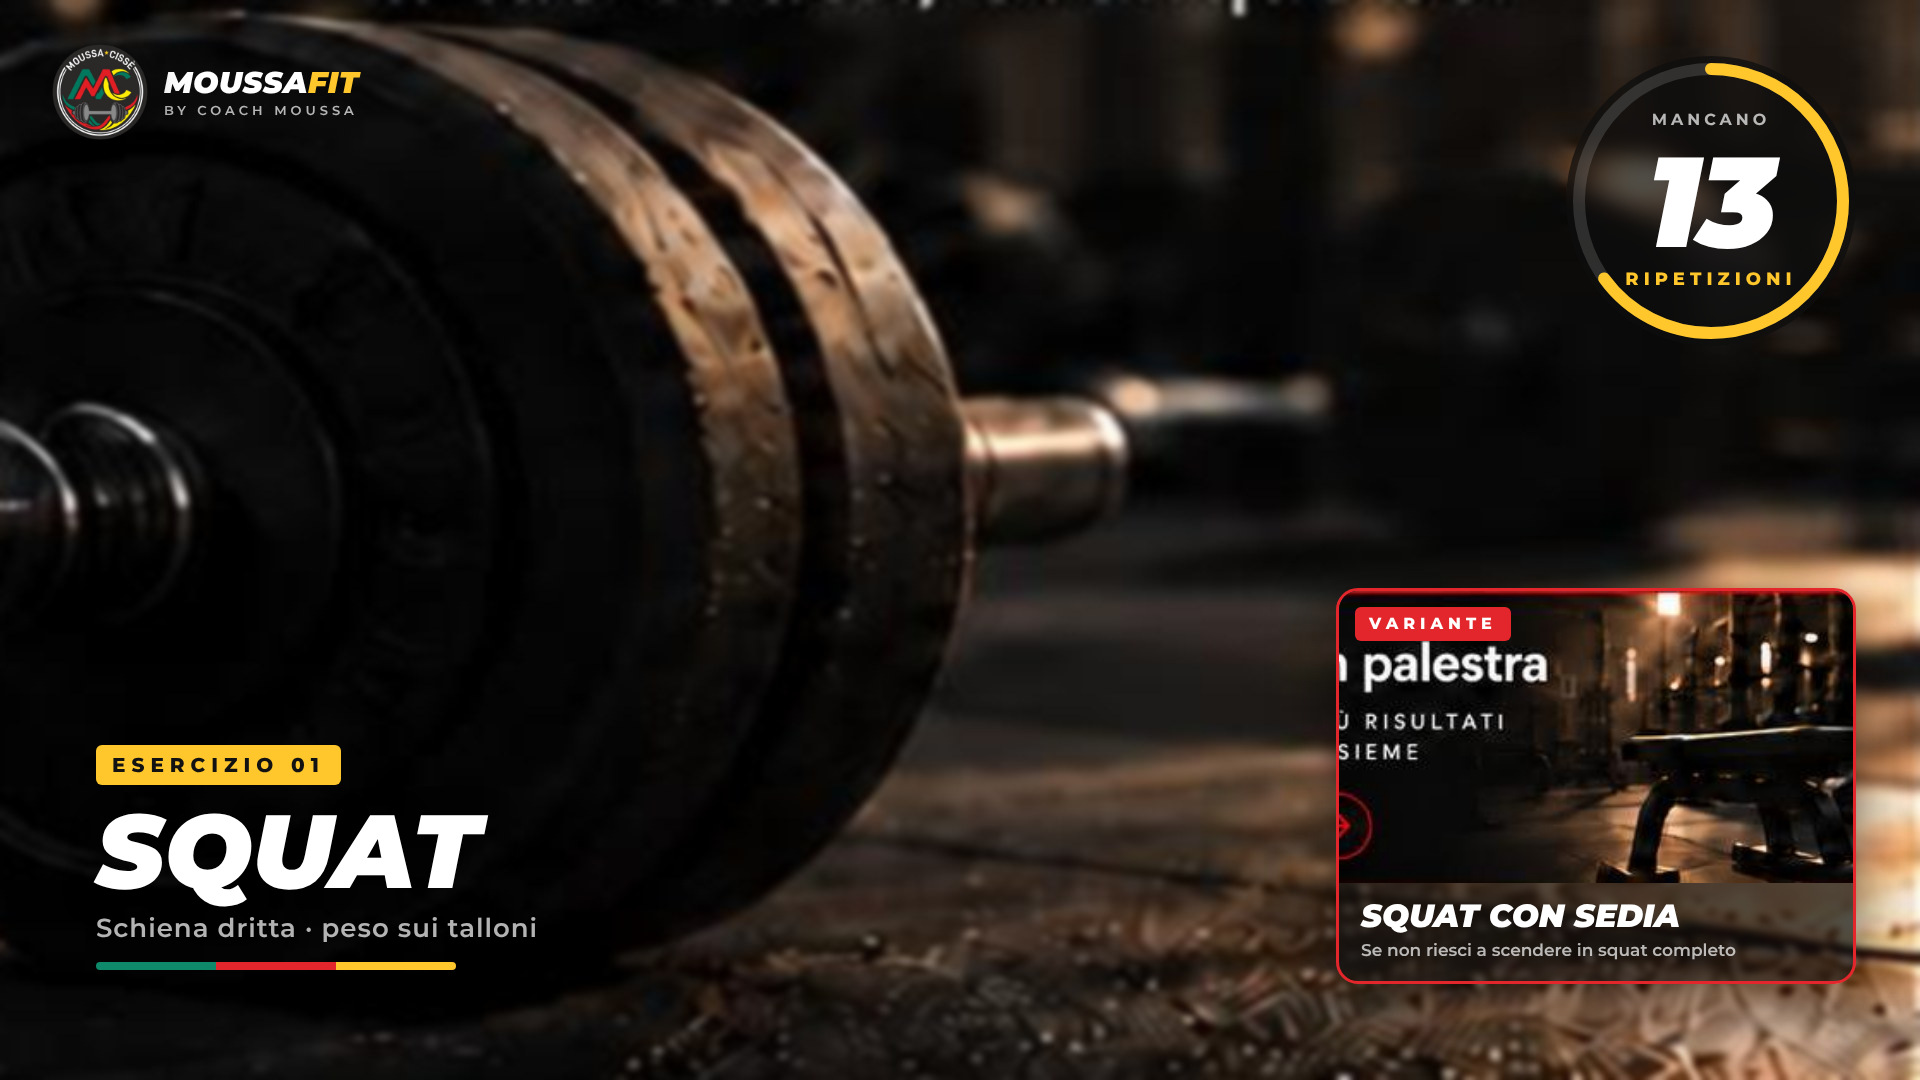 MOUSSA★CISSÉ
MC
MOUSSAFIT
BY COACH MOUSSA
MANCANO
13
RIPETIZIONI
VARIANTE
palestra
RISULTATI
SIEME
ESERCIZIO 01
SQUAT
Schiena dritta · peso sui talloni
SQUAT CON SEDIA
Se non riesci a scendere in squat completo